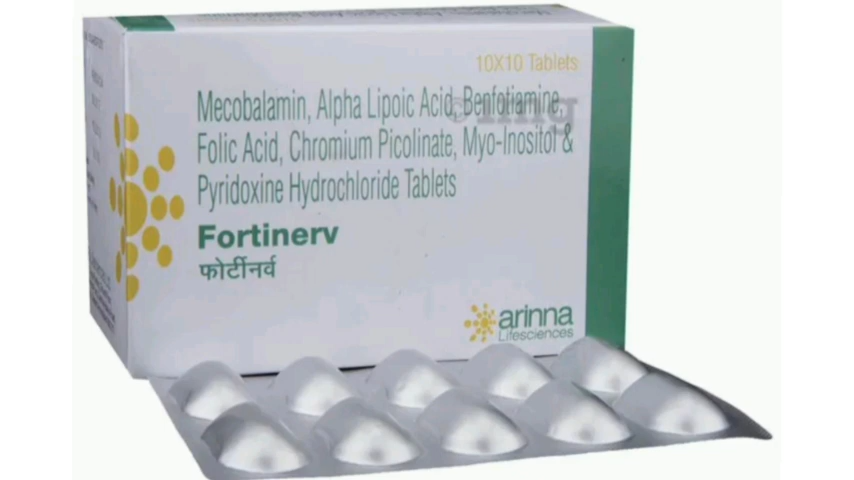 10X10 Tablets
Mecobalamin, Alpha Lipoic Acid, Benfotiamine,
Folic Acid, Chromium Picolinate, Myo-Inositol &
Pyridoxine Hydrochloride Tablets
Fortinerv
फोर्टीनर्व
arinna
Lifesciences